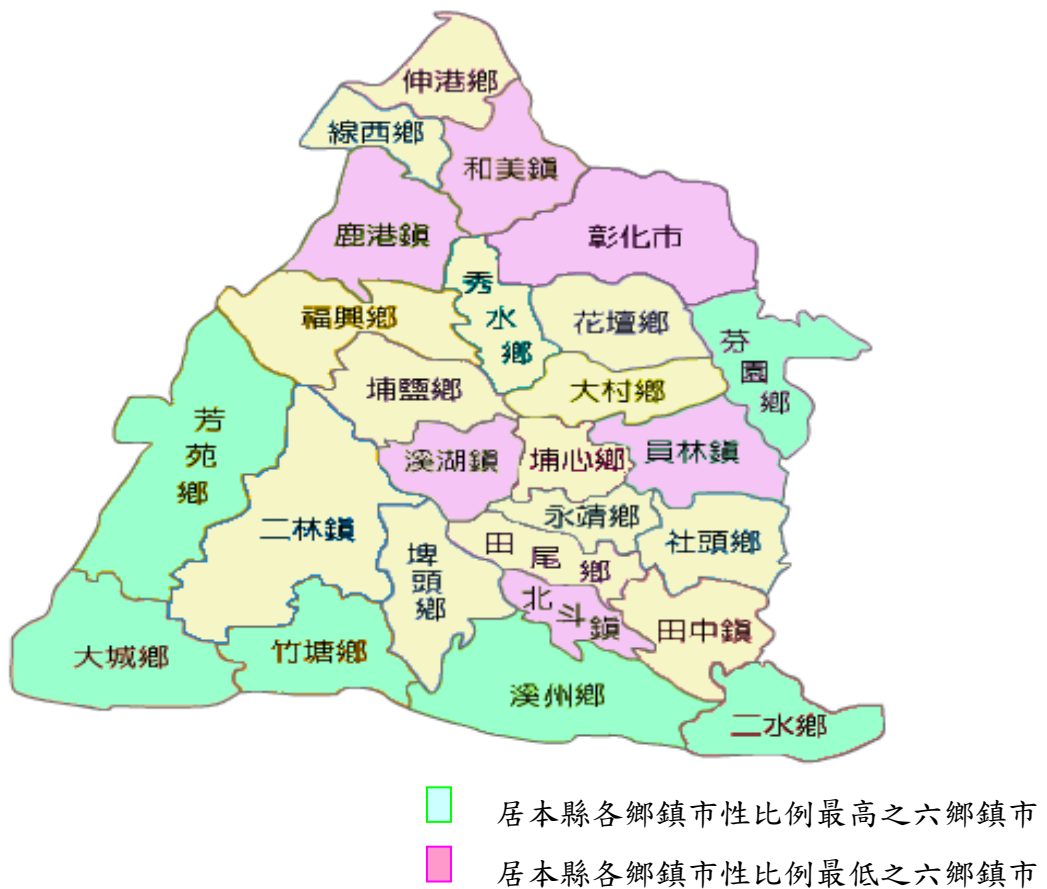 伸港鄉
線西鄉
和美鎮
鹿港鎮
彰化市
秀水鄉
福興鄉
花壇鄉
芬園鄉
埔鹽鄉
大村鄉
芳苑鄉
溪湖鎮
埔心鄉
員林鎮
二林鎮
永靖鄉
田尾鄉
社頭鄉
埤頭鄉
北斗鎮
田中鎮
大城鄉
竹塘鄉
溪州鄉
二水鄉
居本縣各鄉鎮市性比例最高之六鄉鎮市
居本縣各鄉鎮市性比例最低之六鄉鎮市